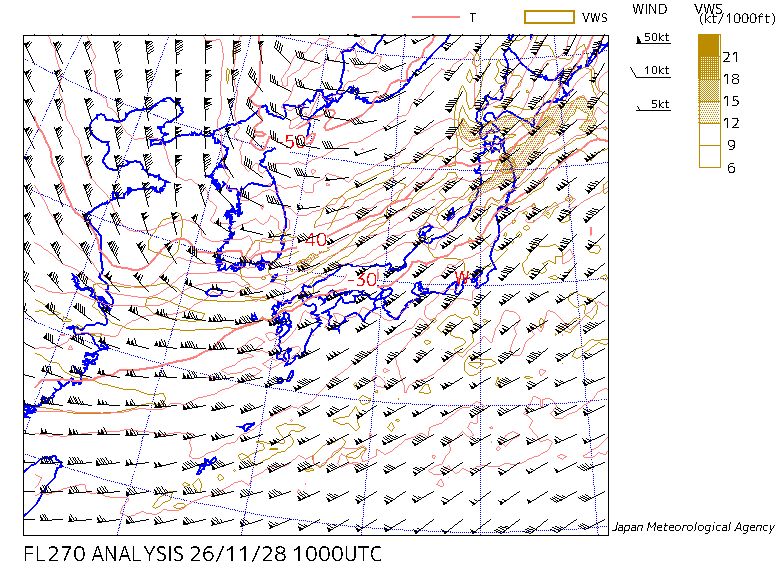 T
VWS
WIND
50kt
10kt
5kt
VWS
(kt/1000ft)
21
18
15
12
9
6
-50
-40
-30
W
Japan Meteorological Agency
FL270 ANALYSIS 26/11/28 1000UTC